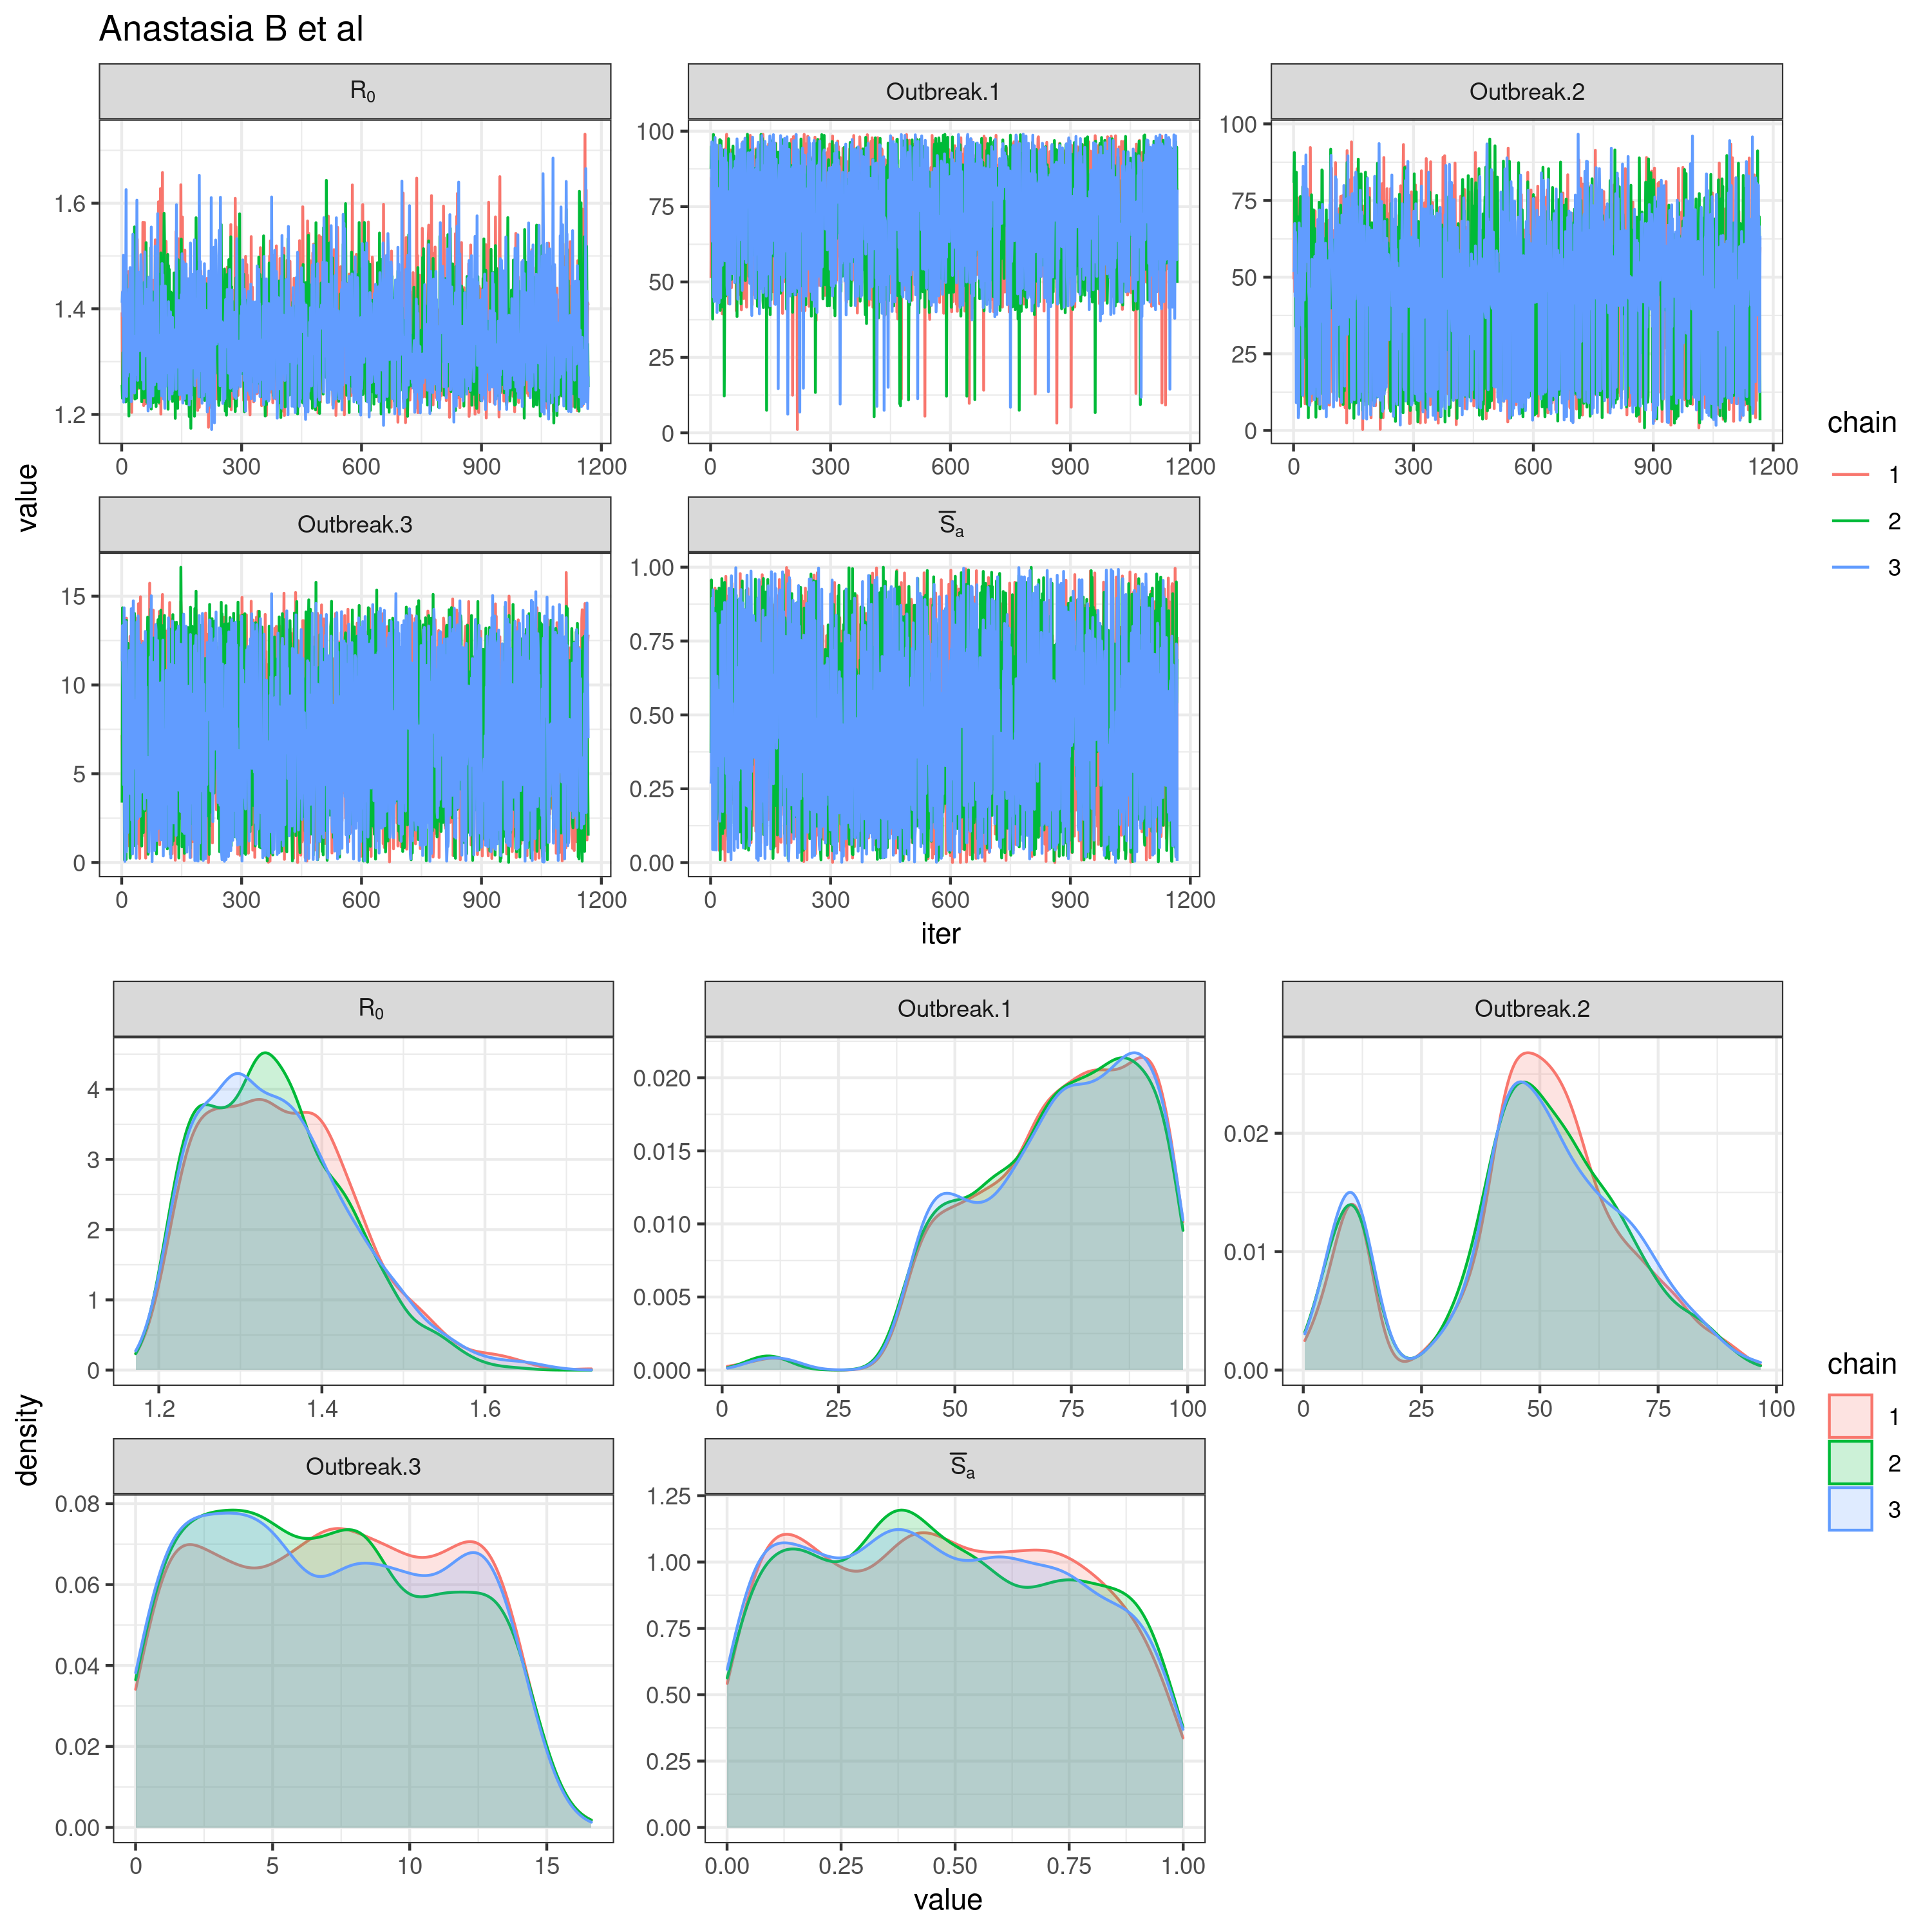 Anastasia B et al
R₀ Outbreak.1 Outbreak.2
1.6
1.4
1.2
0 300 600 900 1200
100
75
50
25
0
0 300 600 900 1200
100
75
50
25
0
0 300 600 900 1200
Outbreak.3 S̅ₐ
15
10
5
0
0 300 600 900 1200
1.00
0.75
0.50
0.25
0.00
0 300 600 900 1200
value
iter
chain
1
2
3
R₀ Outbreak.1 Outbreak.2
4
3
2
1
0
1.2 1.4 1.6
0.020
0.015
0.010
0.005
0.000
0 25 50 75 100
0.02
0.01
0.00
0 25 50 75 100
Outbreak.3 S̅ₐ
0.08
0.06
0.04
0.02
0.00
0 5 10 15
1.25
1.00
0.75
0.50
0.25
0.00
0.00 0.25 0.50 0.75 1.00
density
value
chain
1
2
3